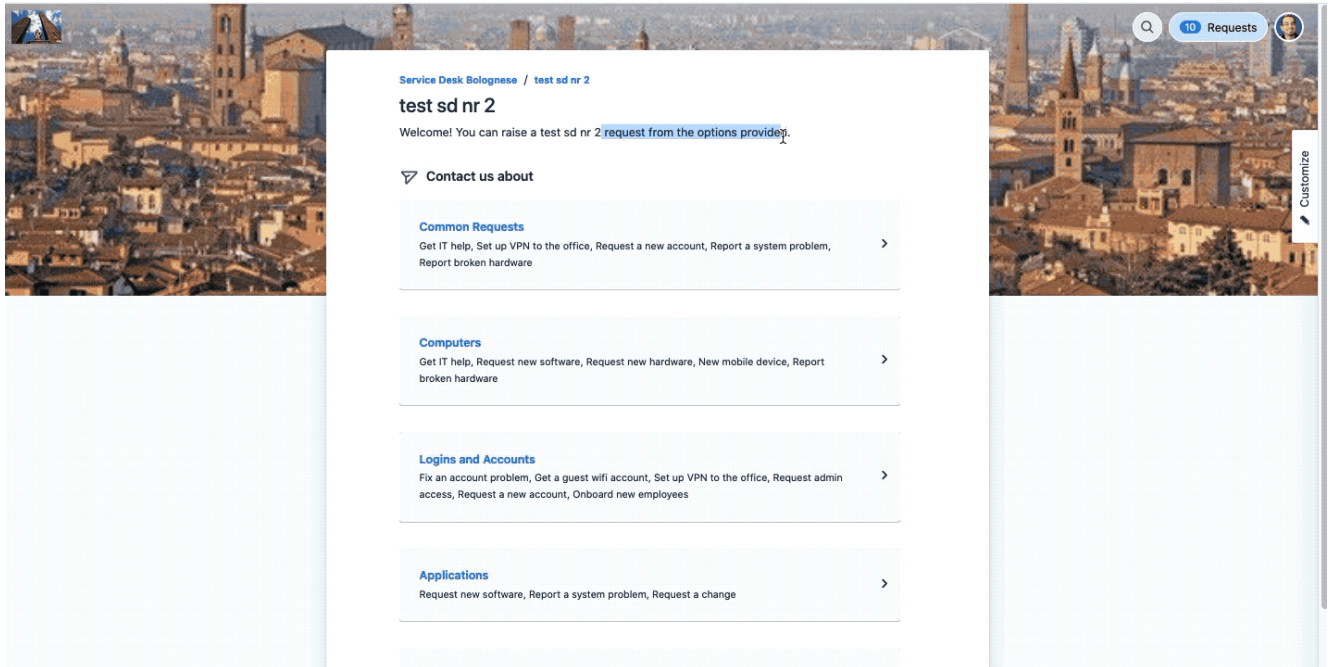 10 Requests
Service Desk Bolognese / test sd nr 2
test sd nr 2
Welcome! You can raise a test sd nr 2 request from the options provided.
Customize
Contact us about
Common Requests
Get IT help, Set up VPN to the office, Request a new account, Report a system problem,
Report broken hardware
Computers
Get IT help, Request new software, Request new hardware, New mobile device, Report
broken hardware
Logins and Accounts
Fix an account problem, Get a guest wifi account, Set up VPN to the office, Request admin
access, Request a new account, Onboard new employees
Applications
Request new software, Report a system problem, Request a change